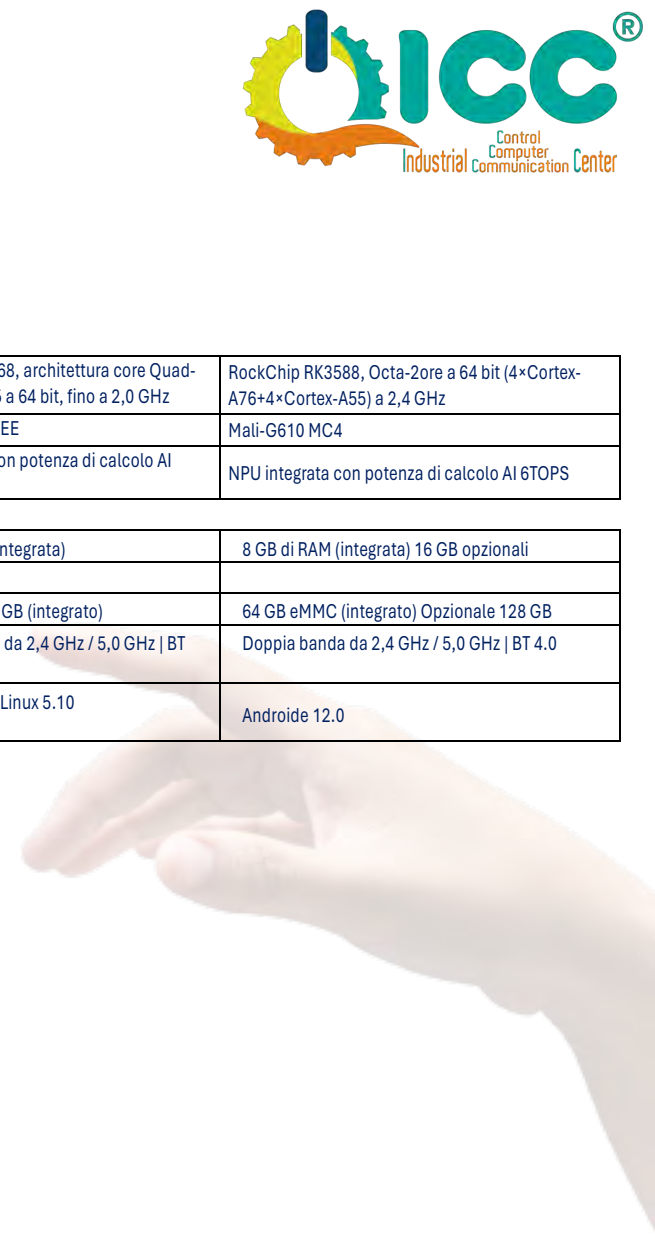 ICC®
Control
Industrial Computer Center
Communication
68, architettura core Quad-
a 64 bit, fino a 2,0 GHz
RockChip RK3588, Octa-2ore a 64 bit (4×Cortex-
A76+4×Cortex-A55) a 2,4 GHz
EE
Mali-G610 MC4
on potenza di calcolo AI
NPU integrata con potenza di calcolo AI 6TOPS
ntegrata)
8 GB di RAM (integrata) 16 GB opzionali
GB (integrato)
64 GB eMMC (integrato) Opzionale 128 GB
da 2,4 GHz / 5,0 GHz | BT
Doppia banda da 2,4 GHz / 5,0 GHz | BT 4.0
Linux 5.10
Androide 12.0